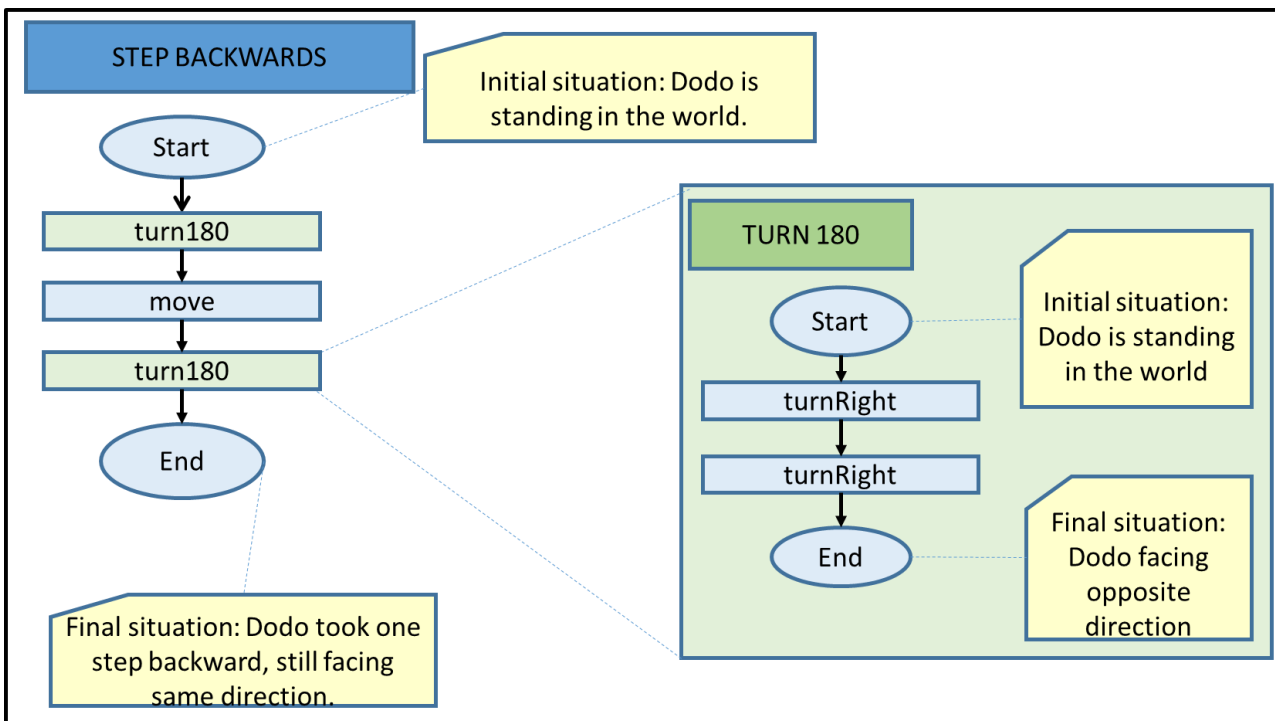 STEP BACKWARDS
Initial situation: Dodo is
standing in the world.
Start
turn180
move
turn180
End
Final situation: Dodo took one
step backward, still facing
same direction.
TURN 180
Initial situation:
Dodo is standing
in the world
Start
turnRight
turnRight
End
Final situation:
Dodo facing
opposite
direction